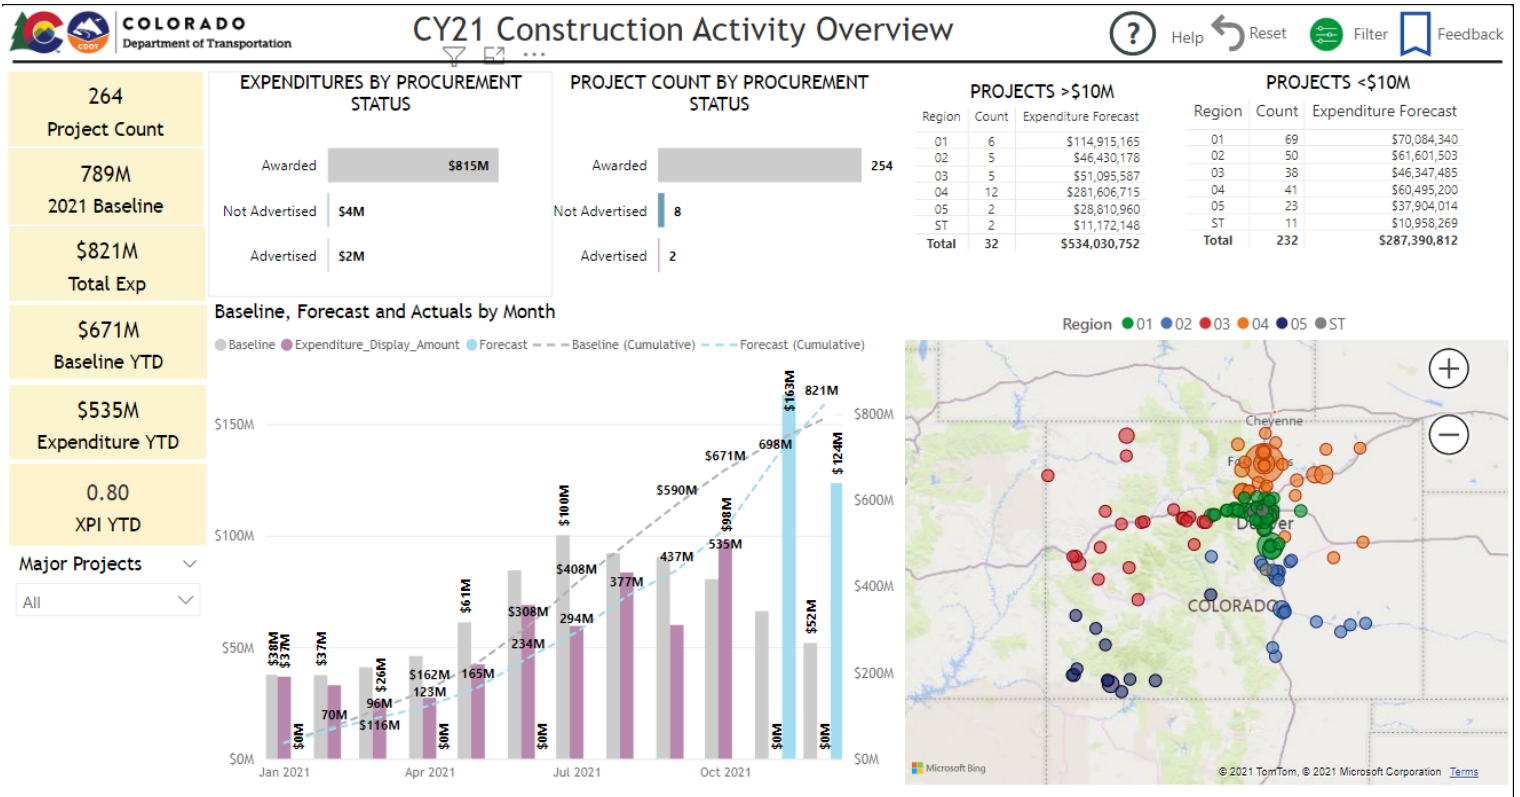 COLORADO
Department of Transportation
CDOT
CY21 Construction Activity Overview
? Help Reset Filter Feedback
264
Project Count
789M
2021 Baseline
$821M
Total Exp
$671M
Baseline YTD
$535M
Expenditure YTD
0.80
XPI YTD
Major Projects
All
EXPENDITURES BY PROCUREMENT
STATUS
Awarded $815M
Not Advertised $4M
Advertised $2M
PROJECT COUNT BY PROCUREMENT
STATUS
Awarded 254
Not Advertised 8
Advertised 2
PROJECTS >$10M
Region Count Expenditure Forecast
01 6 $114,915,165
02 5 $46,430,178
03 5 $51,095,587
04 12 $281,606,715
05 2 $28,810,960
ST 2 $11,172,148
Total 32 $534,030,752
PROJECTS <$10M
Region Count Expenditure Forecast
01 69 $70,084,340
02 50 $61,601,503
03 38 $46,347,485
04 41 $60,495,200
05 23 $37,904,014
ST 11 $10,958,269
Total 232 $287,390,812
Baseline, Forecast and Actuals by Month
Baseline Expenditure_Display_Amount Forecast Baseline (Cumulative) Forecast (Cumulative)
$150M
$100M
$50M
$0M
$800M
$600M
$400M
$200M
$0M
$38M
$37M
$0M
$37M
70M
$26M
96M
$116M
$162M
123M
$0M
$61M
165M
$308M
234M
$0M
$100M
$408M
294M
377M
$590M
437M
$671M
$98M
535M
698M
$0M
$163M
821M
$52M
$0M
$124M
Jan 2021 Apr 2021 Jul 2021 Oct 2021
Region 01 02 03 04 05 ST
Cheyenne
COLORADO
Microsoft Bing
© 2021 TomTom, © 2021 Microsoft Corporation Terms